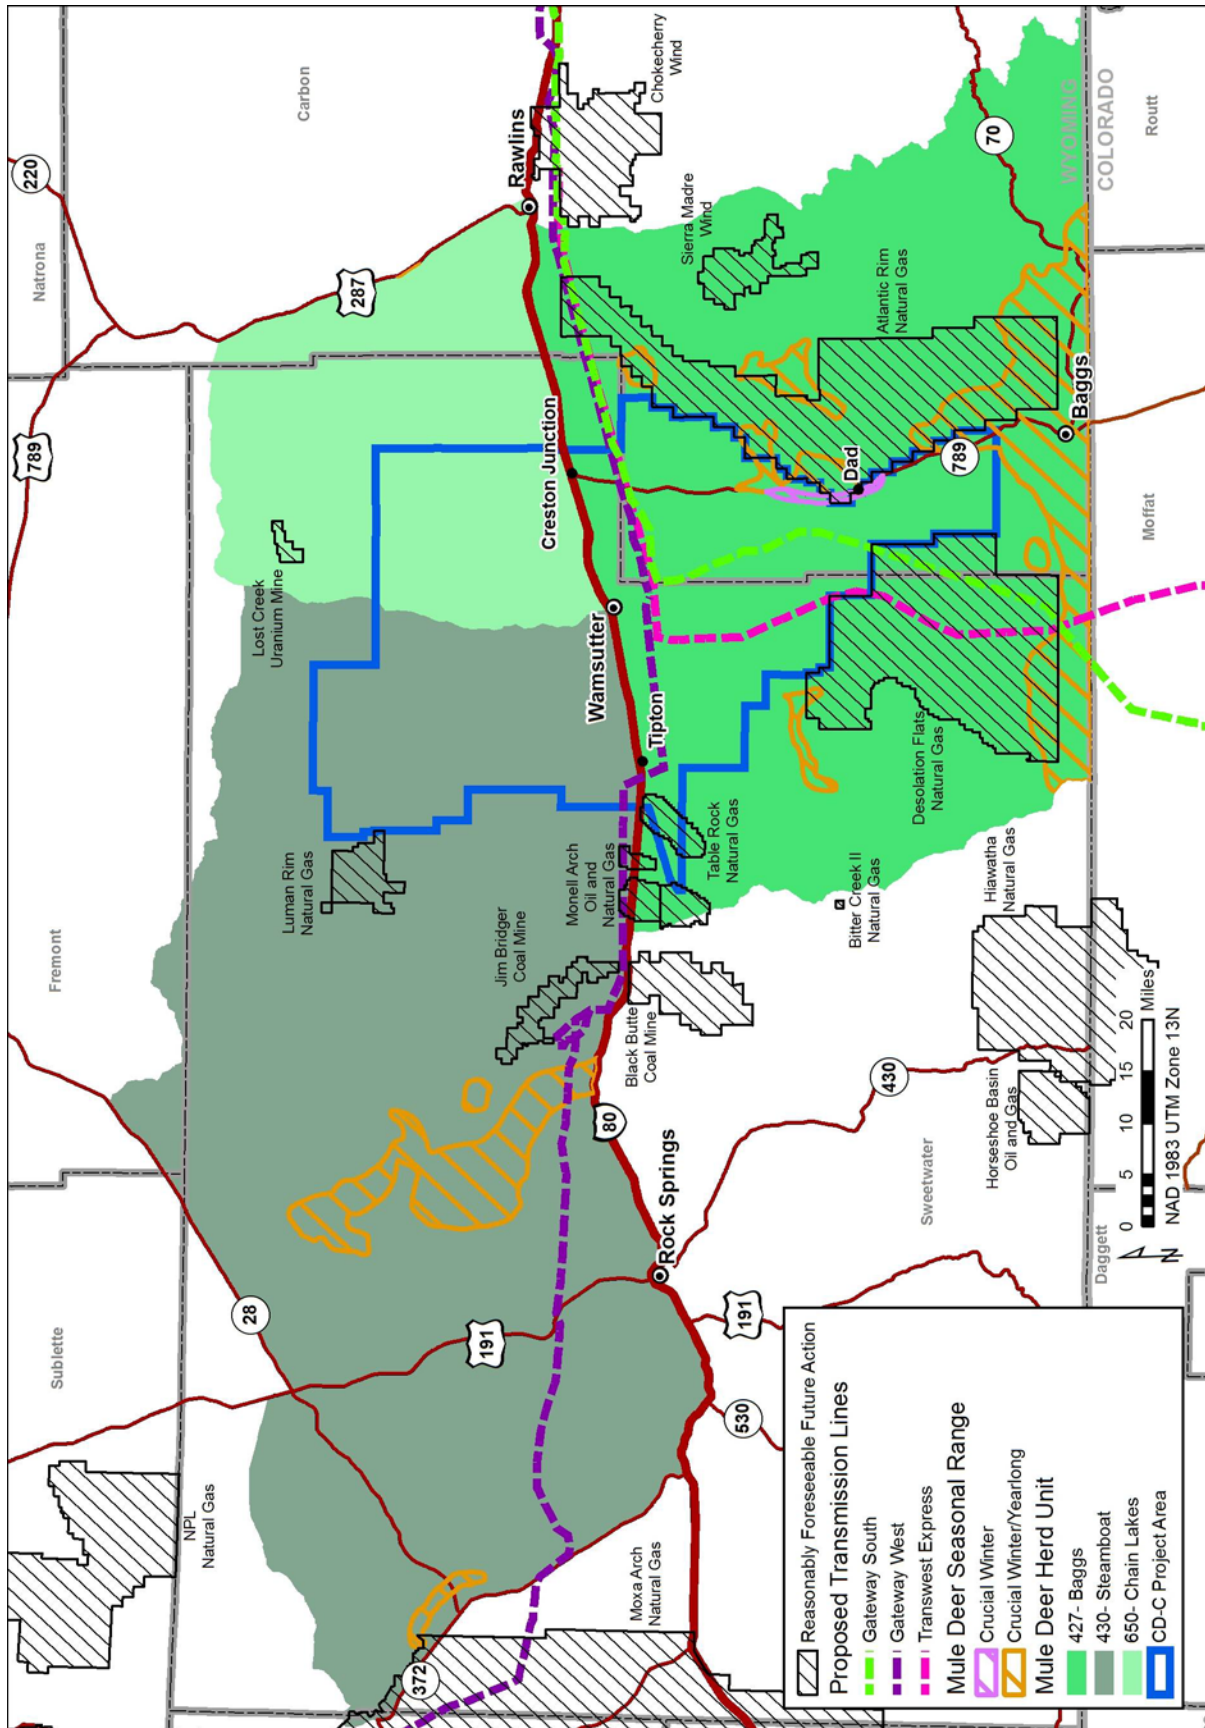 Sublette
Fremont
Natrona
Carbon
220
789
287
28
NPL
Natural Gas
Lost Creek
Uranium Mine
Luman Rim
Natural Gas
372
191
Jim Bridger
Coal Mine
Monell Arch
Oil and
Natural Gas
Rawlins
Creston Junction
Wamsutter
Tipton
Chokecherry
Wind
Moxa Arch
Natural Gas
Rock Springs
80
Black Butte
Coal Mine
Table Rock
Natural Gas
Sierra Madre
Wind
530
191
430
Bitter Creek II
Natural Gas
Desolation Flats
Natural Gas
Dad
789
Atlantic Rim
Natural Gas
70
Baggs
WYOMING
COLORADO
Sweetwater
Hiawatha
Natural Gas
Horseshoe Basin
Oil and Gas
Daggett
Moffat
Routt
0 5 10 15 20
Miles
NAD 1983 UTM Zone 13N
N
Reasonably Foreseeable Future Action
Proposed Transmission Lines
Gateway South
Gateway West
Transwest Express
Mule Deer Seasonal Range
Crucial Winter
Crucial Winter/Yearlong
Mule Deer Herd Unit
427- Baggs
430- Steamboat
650- Chain Lakes
CD-C Project Area